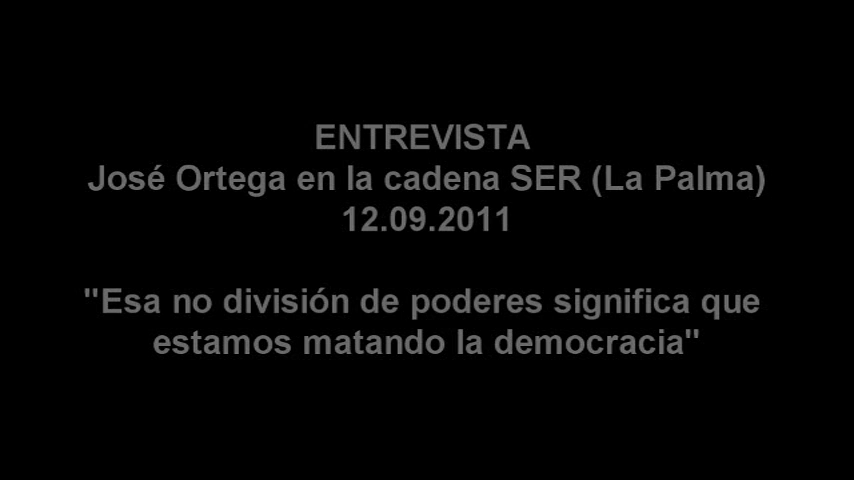 ENTREVISTA
José Ortega en la cadena SER (La Palma)
12.09.2011
"Esa no división de poderes significa que
estamos matando la democracia"